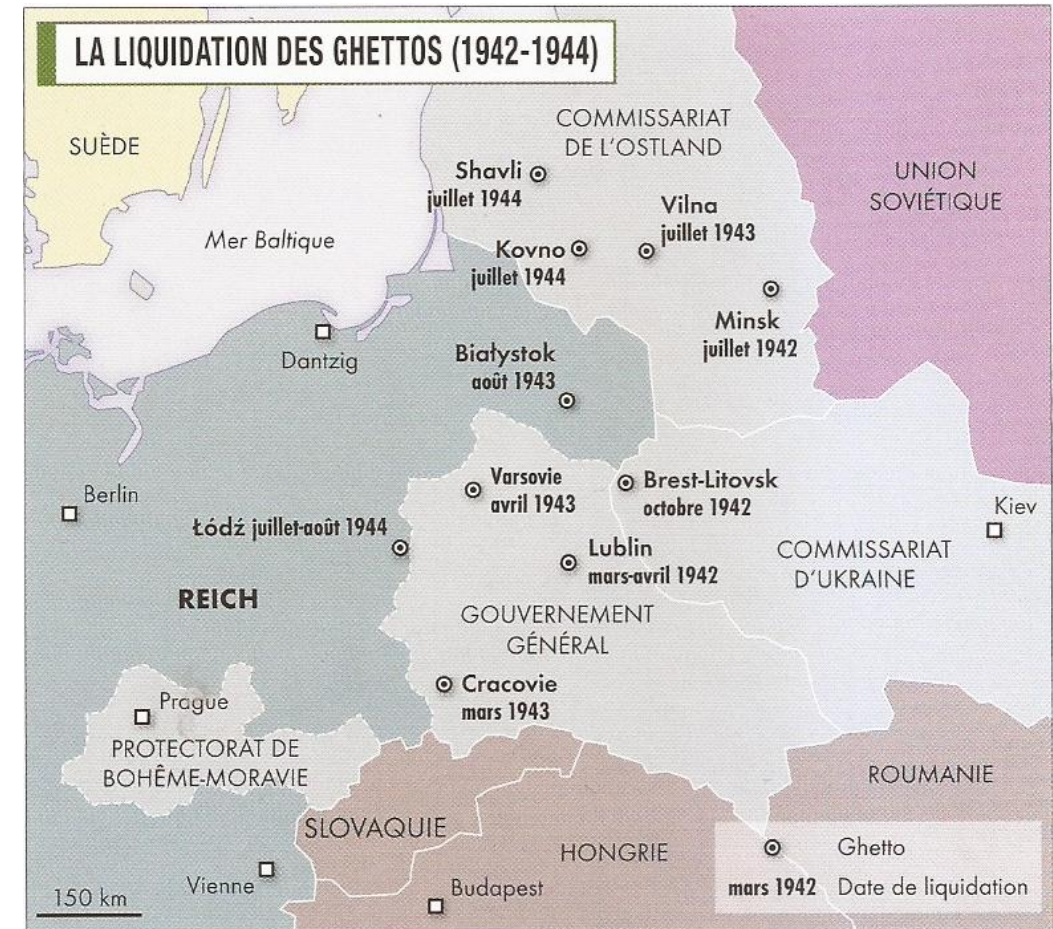 LA LIQUIDATION DES GHETTOS (1942-1944)
SUÈDE
COMMISSARIAT
DE L'OSTLAND
UNION
SOVIÉTIQUE
Shavli
juillet 1944
Vilna
juillet 1943
Mer Baltique
Kovno
juillet 1944
Minsk
juillet 1942
Dantzig
Białystok
août 1943
Berlin
Varsovie
avril 1943
Brest-Litovsk
octobre 1942
Kiev
Łódź juillet-août 1944
Lublin
mars-avril 1942
COMMISSARIAT
D'UKRAINE
REICH
GOUVERNEMENT
GÉNÉRAL
Cracovie
mars 1943
Prague
PROTECTORAT DE
BOHÊME-MORAVIE
ROUMANIE
SLOVAQUIE
HONGRIE
Ghetto
mars 1942 Date de liquidation
Vienne
Budapest
150 km